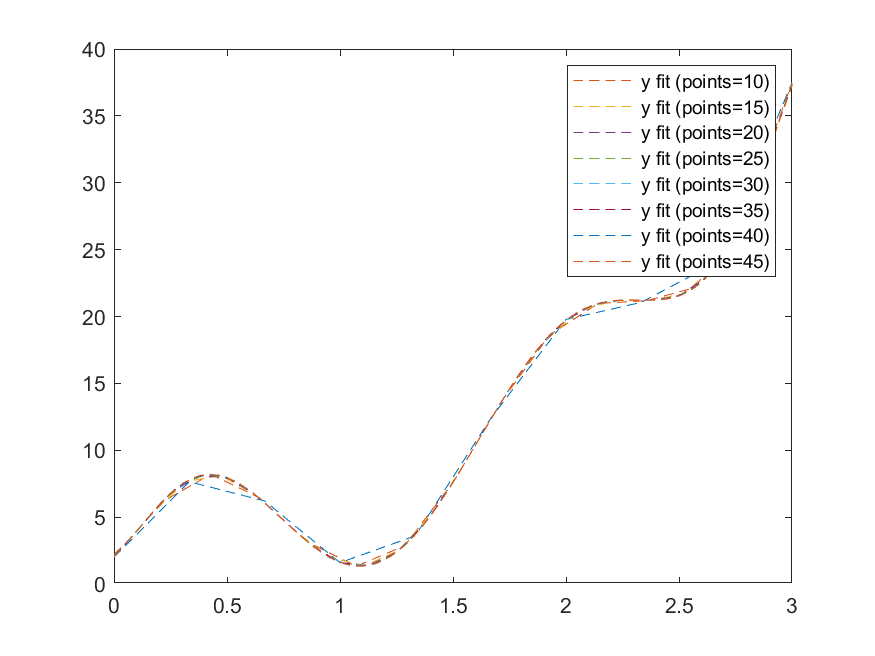 40
35
30
25
20
15
10
5
0
y fit (points=10)
y fit (points=15)
y fit (points=20)
y fit (points=25)
y fit (points=30)
y fit (points=35)
y fit (points=40)
y fit (points=45)
0 0.5 1 1.5 2 2.5 3